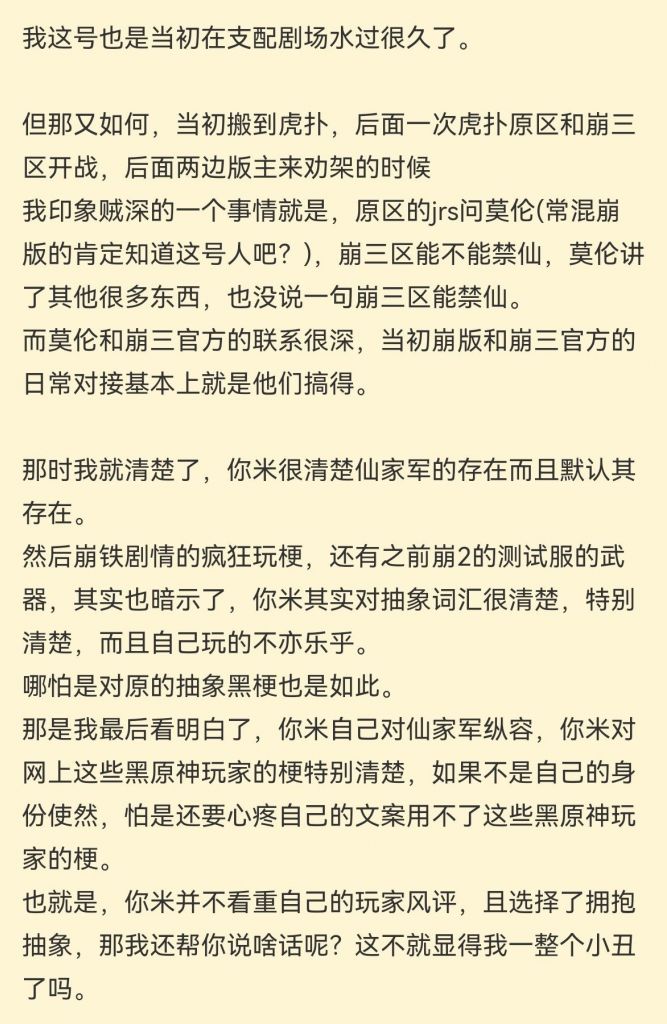 我这号也是当初在支配剧场水过很久了。
但那又如何，当初搬到虎扑，后面一次虎扑原区和崩三
区开战，后面两边版主来劝架的时候
我印象贼深的一个事情就是，原区的jrs问莫伦(常混崩
版的肯定知道这号人吧？)，崩三区能不能禁仙，莫伦讲
了其他很多东西，也没说一句崩三区能禁仙。
而莫伦和崩三官方的联系很深，当初崩版和崩三官方的
日常对接基本上就是他们搞得。
那时我就清楚了，你米很清楚仙家军的存在而且默认其
存在。
然后崩铁剧情的疯狂玩梗，还有之前崩2的测试服的武
器，其实也暗示了，你米其实对抽象词汇很清楚，特别
清楚，而且自己玩的不亦乐乎。
哪怕是对原的抽象黑梗也是如此。
那是我最后看明白了，你米自己对仙家军纵容，你米对
网上这些黑原神玩家的梗特别清楚，如果不是自己的身
份使然，怕是还要心疼自己的文案用不了这些黑原神玩
家的梗。
也就是，你米并不看重自己的玩家风评，且选择了拥抱
抽象，那我还帮你说啥话呢？这不就显得我一整个小丑
了吗。